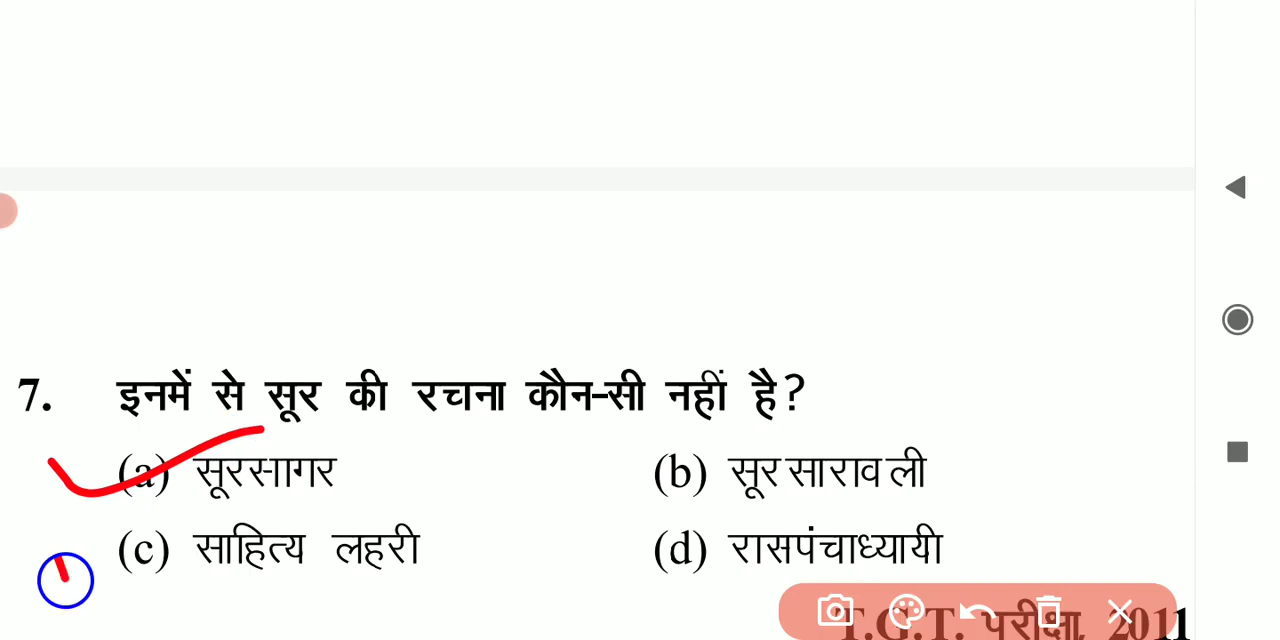 7. इनमें से सूर की रचना कौन-सी नहीं है?
(a) सूरसागर (b) सूरसारावली
(c) साहित्य लहरी (d) रासपंचाध्यायी
T.G.T. परीक्षा, 2011